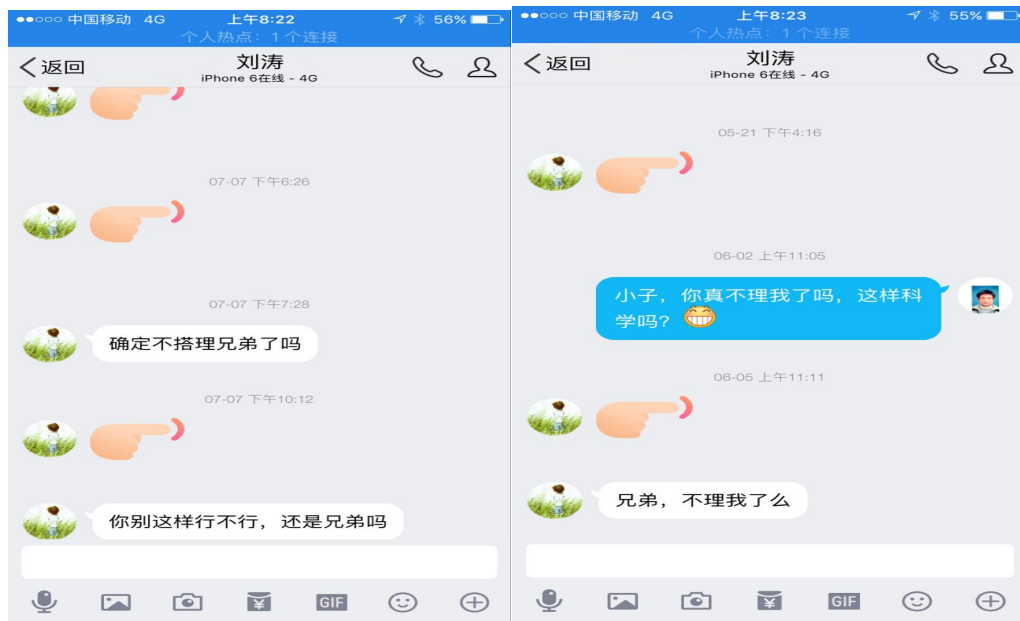 中国移动 4G 上午8:22 56%
个人热点：1个连接
返回 刘涛
iPhone 6在线 - 4G
07-07 下午6:26
07-07 下午7:28
确定不搭理兄弟了吗
07-07 下午10:12
你别这样行不行，还是兄弟吗
GIF
中国移动 4G 上午8:23 55%
个人热点：1个连接
返回 刘涛
iPhone 6在线 - 4G
05-21 下午4:16
06-02 上午11:05
小子，你真不理我了吗，这样科
学吗？
06-05 上午11:11
兄弟，不理我了么
GIF